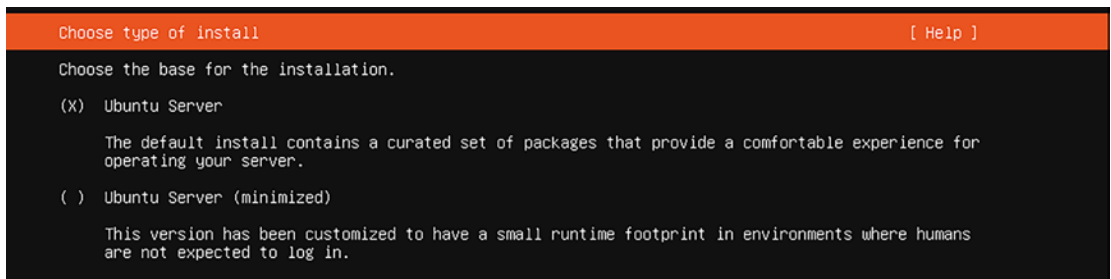 Choose type of install [ Help ]
Choose the base for the installation.
(X) Ubuntu Server
The default install contains a curated set of packages that provide a comfortable experience for
operating your server.
( ) Ubuntu Server (minimized)
This version has been customized to have a small runtime footprint in environments where humans
are not expected to log in.